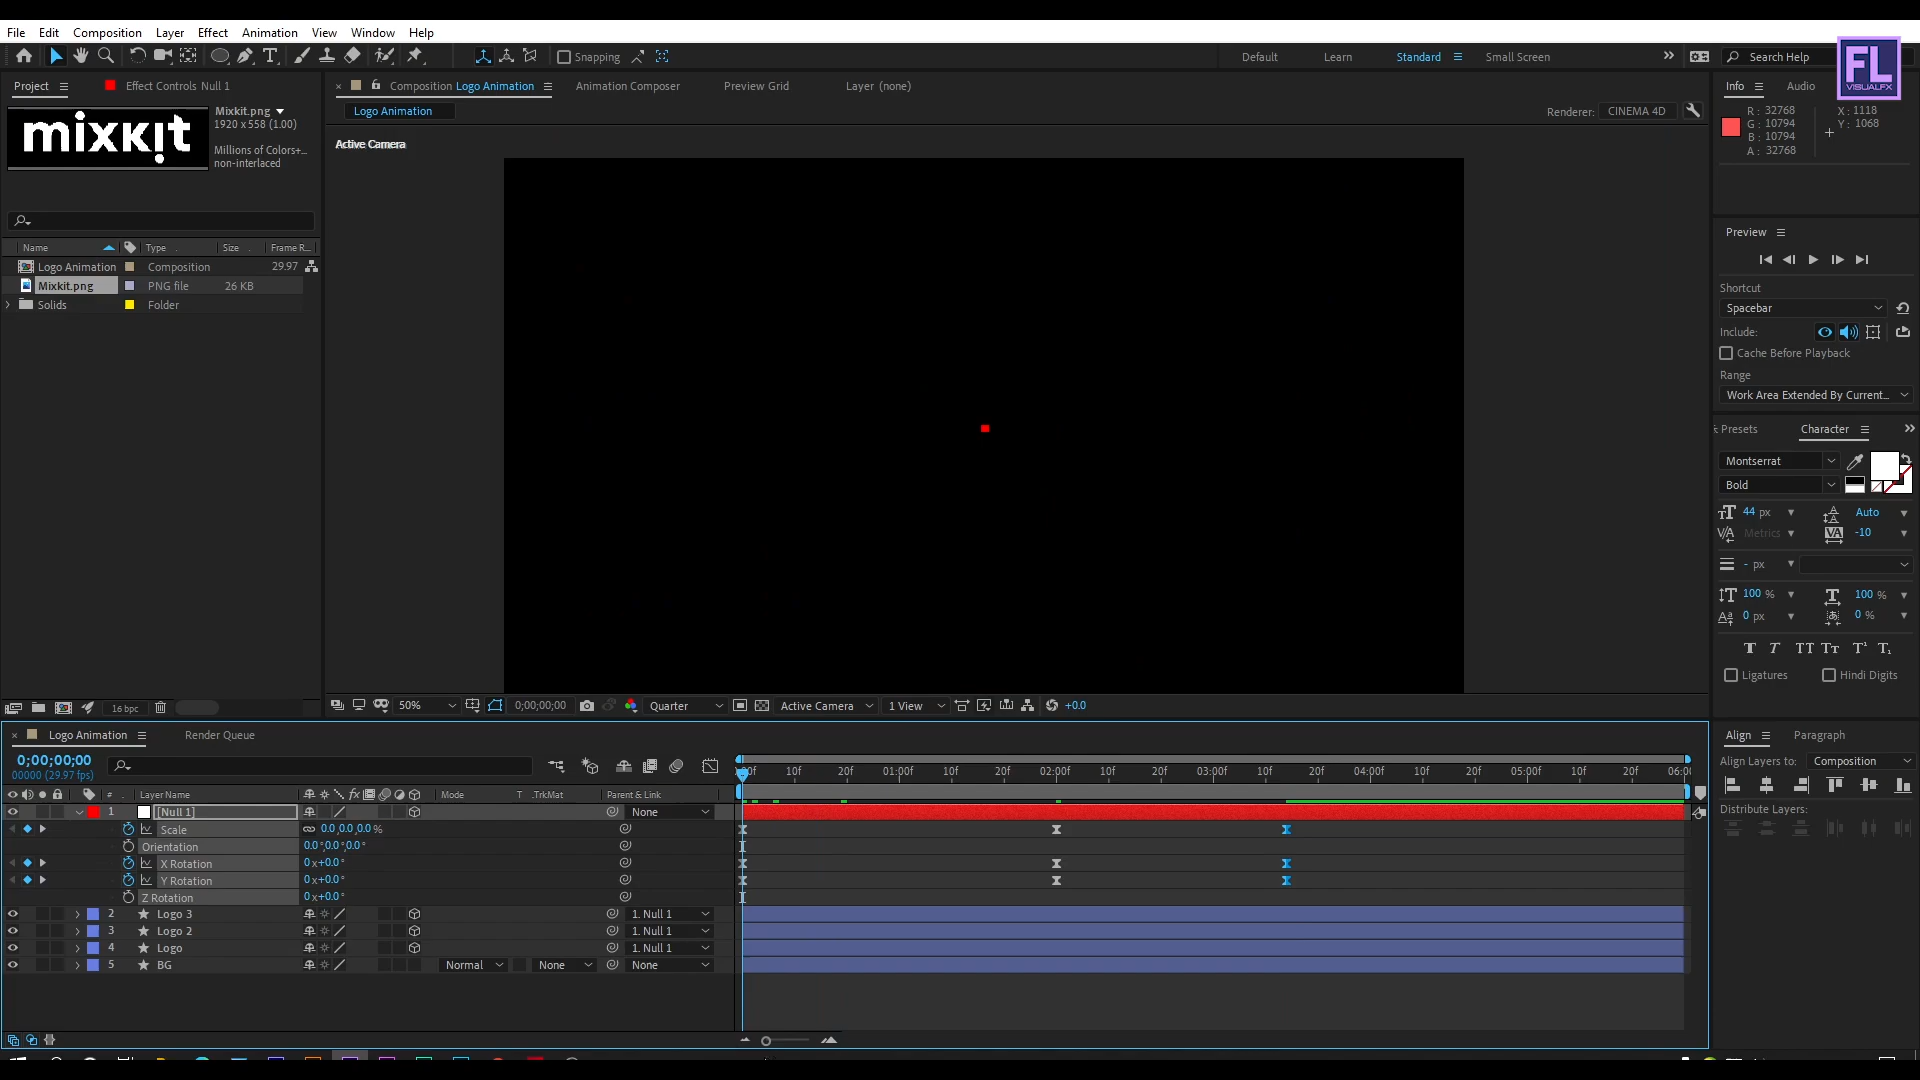 File Edit Composition Layer Effect Animation View Window Help
Snapping
Default Learn Standard Small Screen
Search Help
FL
VISUALFX
Project
Effect Controls Null 1
Composition Logo Animation
Animation Composer
Preview Grid
Layer (none)
Info
Audio
mixkit
Mixkit.png
1920 x 558 (1.00)
Millions of Colors+...
non-interlaced
Logo Animation
Renderer: CINEMA 4D
R: 32768
G: 10794
B: 10794
A: 32768
X: 1118
Y: 1068
Active Camera
Name Type Size Frame R...
Logo Animation Composition 29.97
Mixkit.png PNG file 26 KB
Solids Folder
Preview
Shortcut
Spacebar
Include:
Cache Before Playback
Range
Work Area Extended By Current...
Presets
Character
Montserrat
Bold
44 px Auto
Metrics -10
- px
100 % 100 %
0 px 0 %
Ligatures Hindi Digits
16 bpc
50% 0;00;00;00 Quarter Active Camera 1 View +0.0
Logo Animation
Render Queue
0;00;00;00
00000 (29.97 fps)
10f 20f 01:00f 10f 20f 02:00f 10f 20f 03:00f 10f 20f 04:00f 10f 20f 05:00f 10f 20f 06:00
# Layer Name Mode T .TrkMat Parent & Link
1 [Null 1] None
Scale 0.0,0.0,0.0 %
Orientation 0.0°,0.0°,0.0°
X Rotation 0x+0.0°
Y Rotation 0x+0.0°
Z Rotation 0x+0.0°
2 Logo 3 1. Null 1
3 Logo 2 1. Null 1
4 Logo 1. Null 1
5 BG Normal None None
Align
Paragraph
Align Layers to: Composition
Distribute Layers: